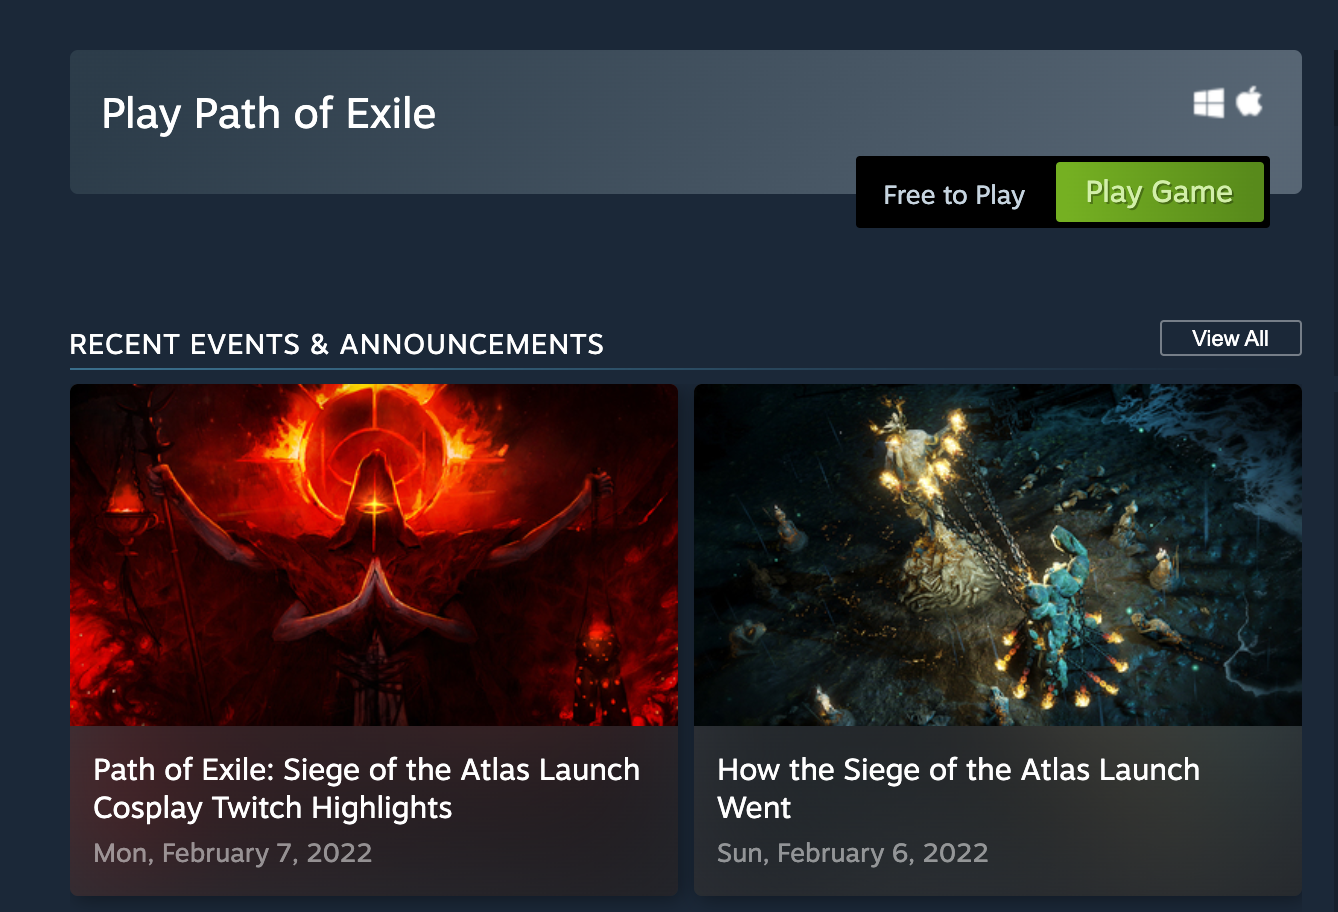 Play Path of Exile
Free to Play
Play Game
RECENT EVENTS & ANNOUNCEMENTS
View All
Path of Exile: Siege of the Atlas Launch
Cosplay Twitch Highlights
Mon, February 7, 2022
How the Siege of the Atlas Launch
Went
Sun, February 6, 2022